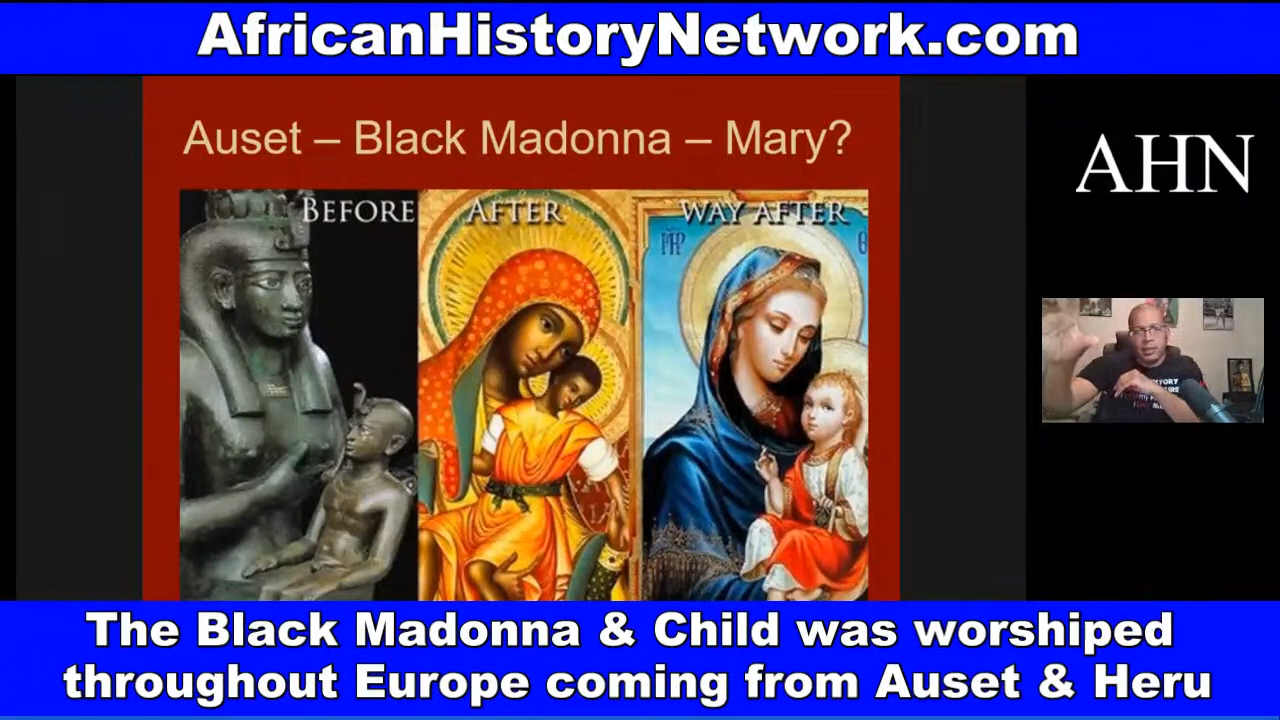 AfricanHistoryNetwork.com
Auset – Black Madonna – Mary?
AHN
BEFORE
AFTER
WAY AFTER
The Black Madonna & Child was worshiped
throughout Europe coming from Auset & Heru